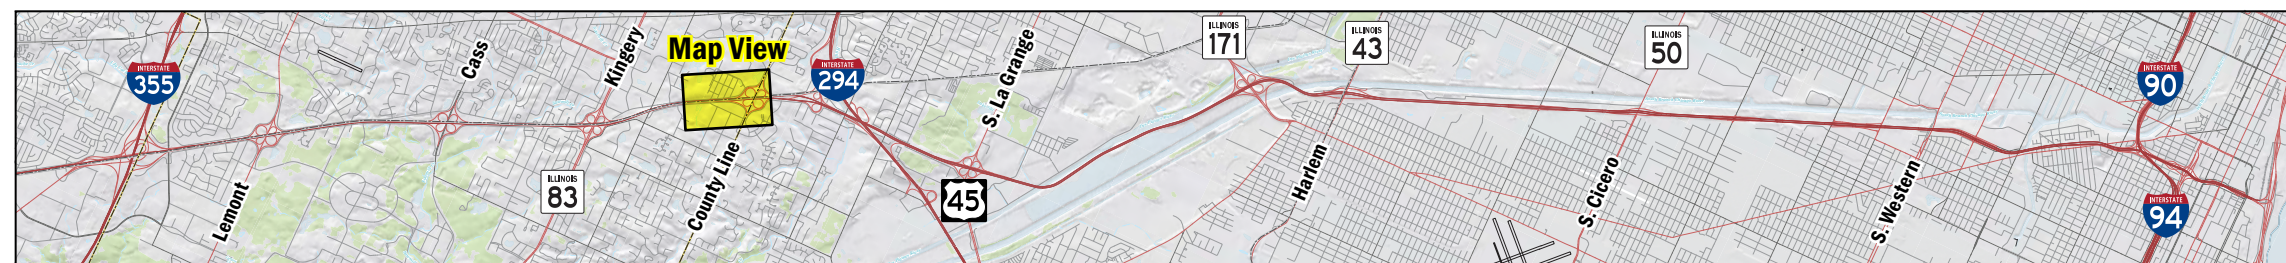 INTERSTATE
355
Lemont
Cass
ILLINOIS
83
Kingery
Map View
County Line
INTERSTATE
294
45
S. La Grange
ILLINOIS
171
Harlem
ILLINOIS
43
S. Cicero
ILLINOIS
50
S. Western
INTERSTATE
90
INTERSTATE
94